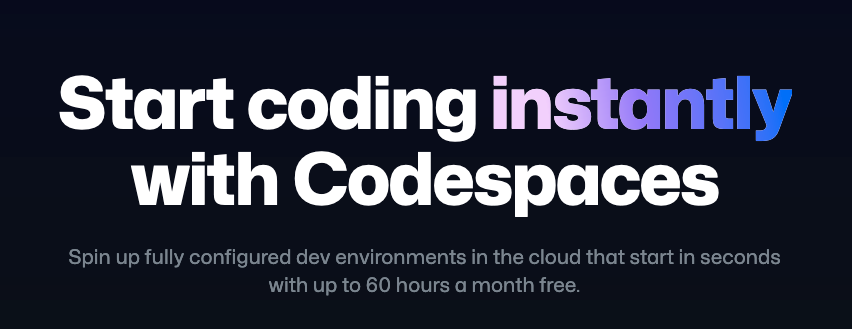 Start coding instantly
with Codespaces
Spin up fully configured dev environments in the cloud that start in seconds
with up to 60 hours a month free.